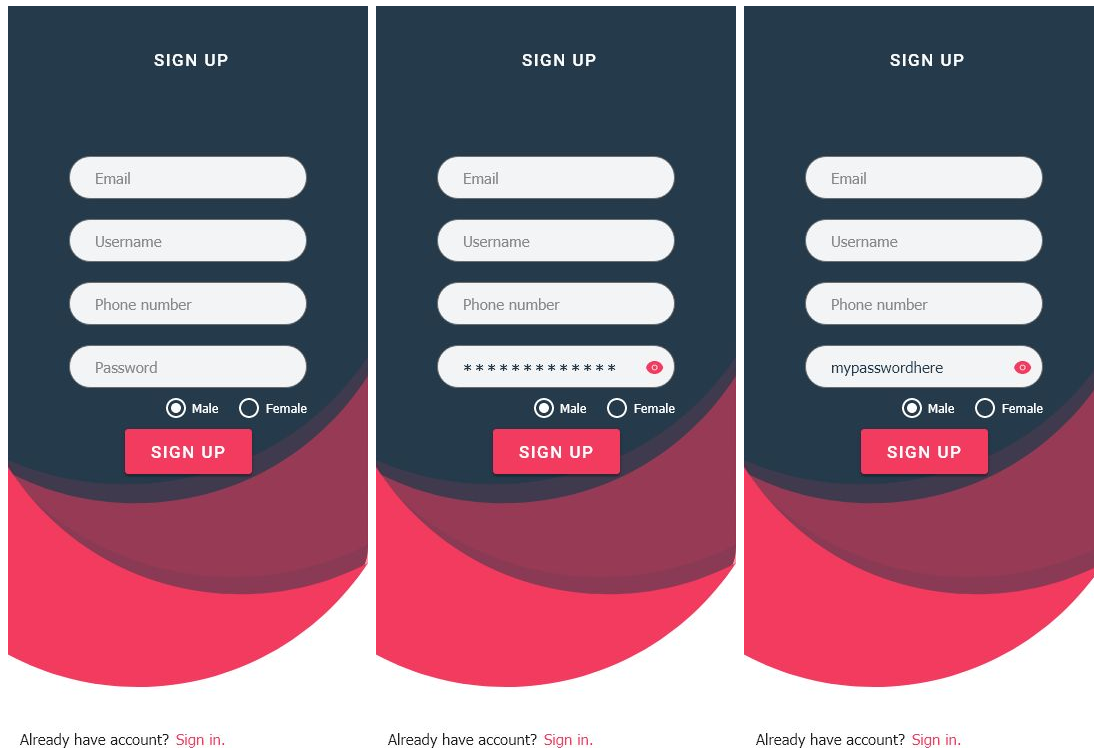 SIGN UP
Email
Username
Phone number
Password
Male Female
SIGN UP
Already have account? Sign in.
SIGN UP
Email
Username
Phone number
*************
Male Female
SIGN UP
Already have account? Sign in.
SIGN UP
Email
Username
Phone number
mypasswordhere
Male Female
SIGN UP
Already have account? Sign in.